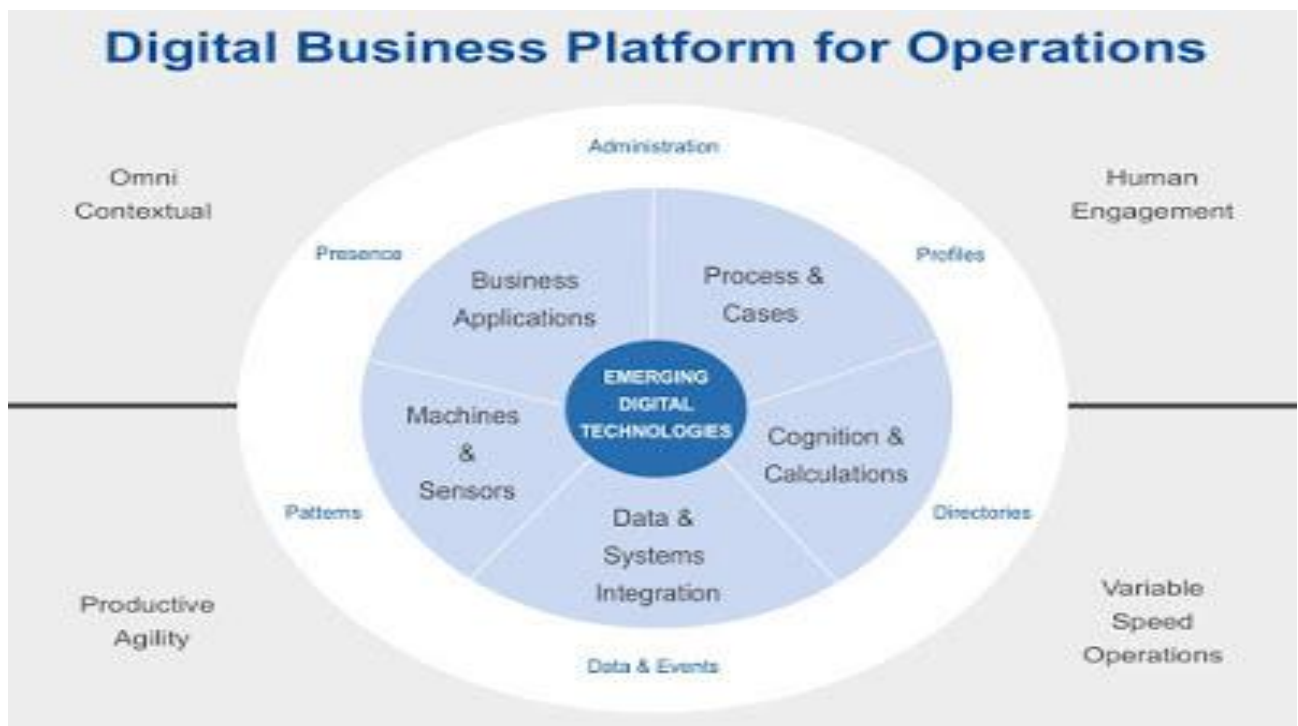 Digital Business Platform for Operations
Administration
Omni
Contextual
Human
Engagement
Presence
Profiles
Business
Applications
Process &
Cases
EMERGING
DIGITAL
TECHNOLOGIES
Machines
&
Sensors
Cognition &
Calculations
Patterns
Directories
Data &
Systems
Integration
Productive
Agility
Variable
Speed
Operations
Data & Events